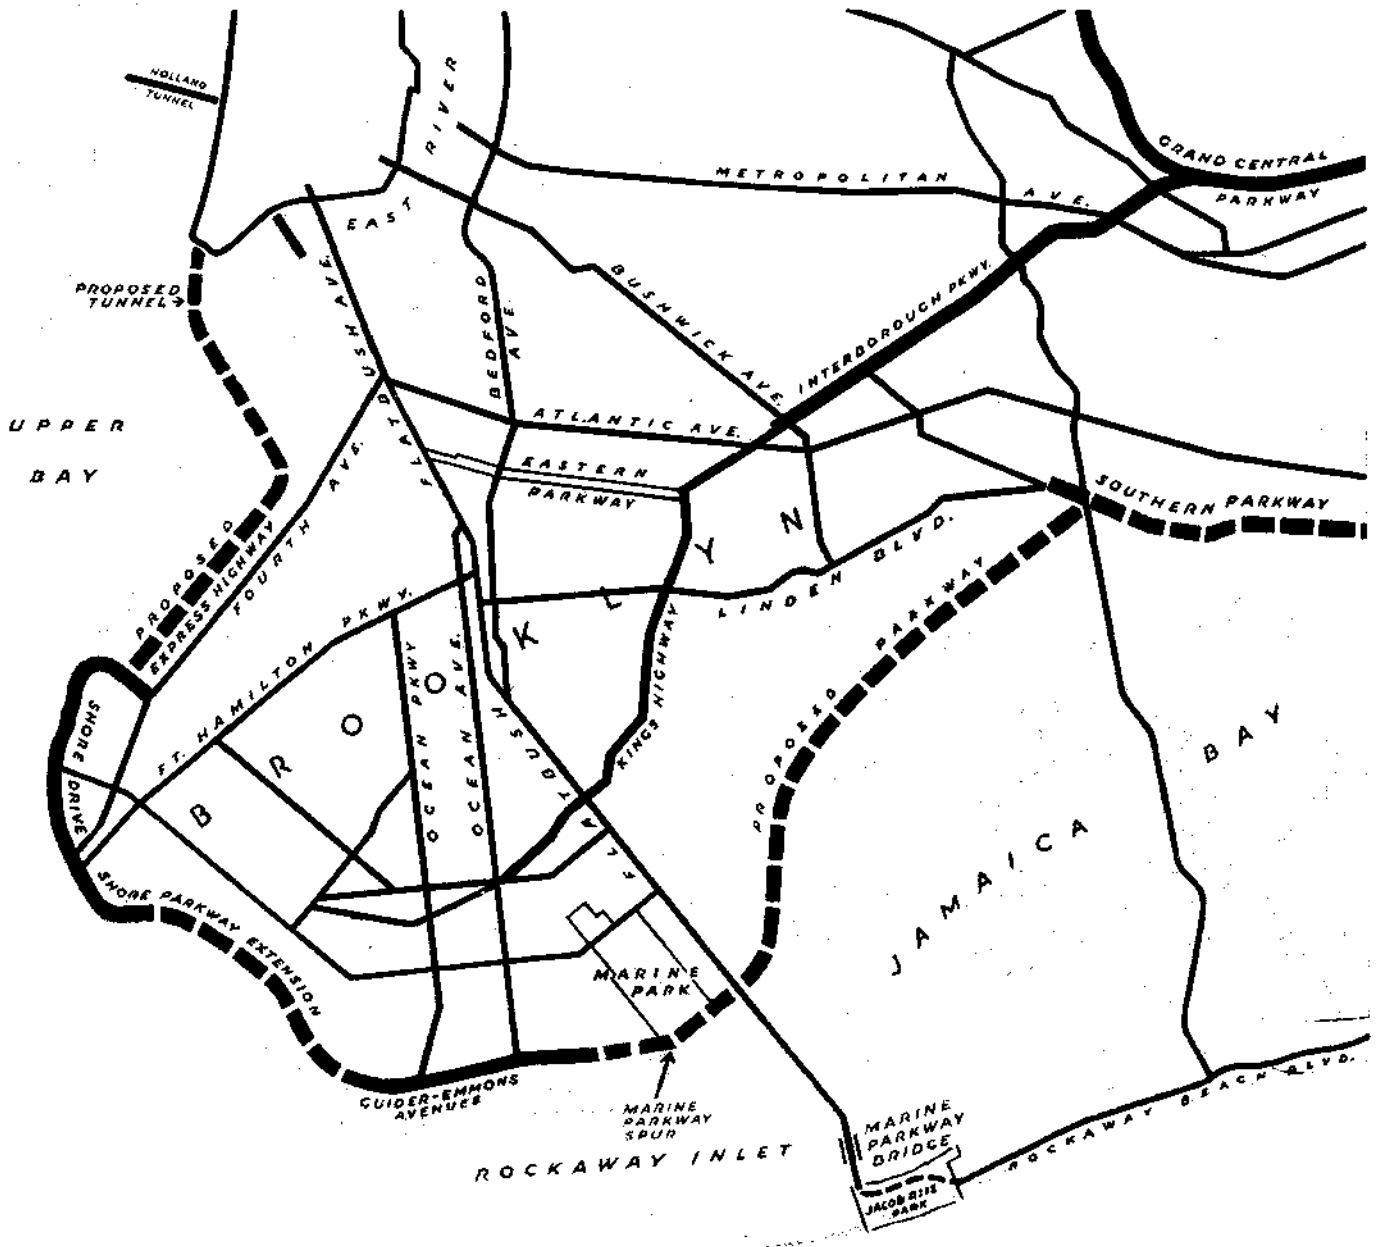 HOLLAND
TUNNEL
EAST RIVER
METROPOLITAN AVE.
GRAND CENTRAL
PARKWAY
PROPOSED
TUNNEL
FLATBUSH AVE.
BEDFORD
AVE.
BUSHWICK AVE.
INTERBOROUGH PKWY.
UPPER
BAY
ATLANTIC AVE.
EASTERN
PARKWAY
SOUTHERN PARKWAY
PROPOSED
EXPRESS HIGHWAY
FOURTH AVE.
LINDEN BLVD.
PROPOSED PARKWAY
FT. HAMILTON PKWY.
OCEAN PKWY
OCEAN AVE.
KINGS HIGHWAY
BROOKLYN
FLATBUSH
SHORE DRIVE
JAMAICA BAY
SHORE PARKWAY EXTENSION
MARINE
PARK
GUIDER-EMMONS
AVENUES
MARINE
PARKWAY
SPUR
MARINE
PARKWAY
BRIDGE
ROCKAWAY INLET
ROCKAWAY BEACH BLVD.
JACOB RIIS
PARK